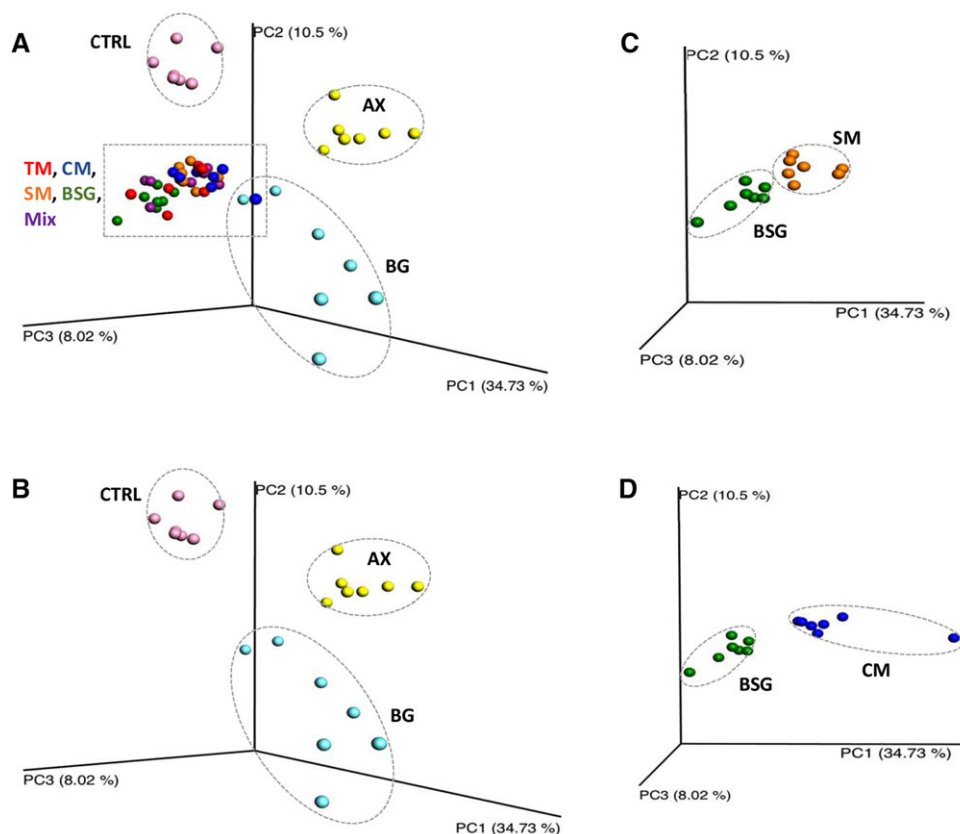 A
CTRL
PC2 (10.5 %)
AX
TM, CM,
SM, BSG,
Mix
BG
PC3 (8.02 %)
PC1 (34.73 %)
C
PC2 (10.5 %)
SM
BSG
PC1 (34.73 %)
PC3 (8.02 %)
B
CTRL
PC2 (10.5 %)
AX
BG
PC3 (8.02 %)
PC1 (34.73 %)
D
PC2 (10.5 %)
BSG
CM
PC1 (34.73 %)
PC3 (8.02 %)